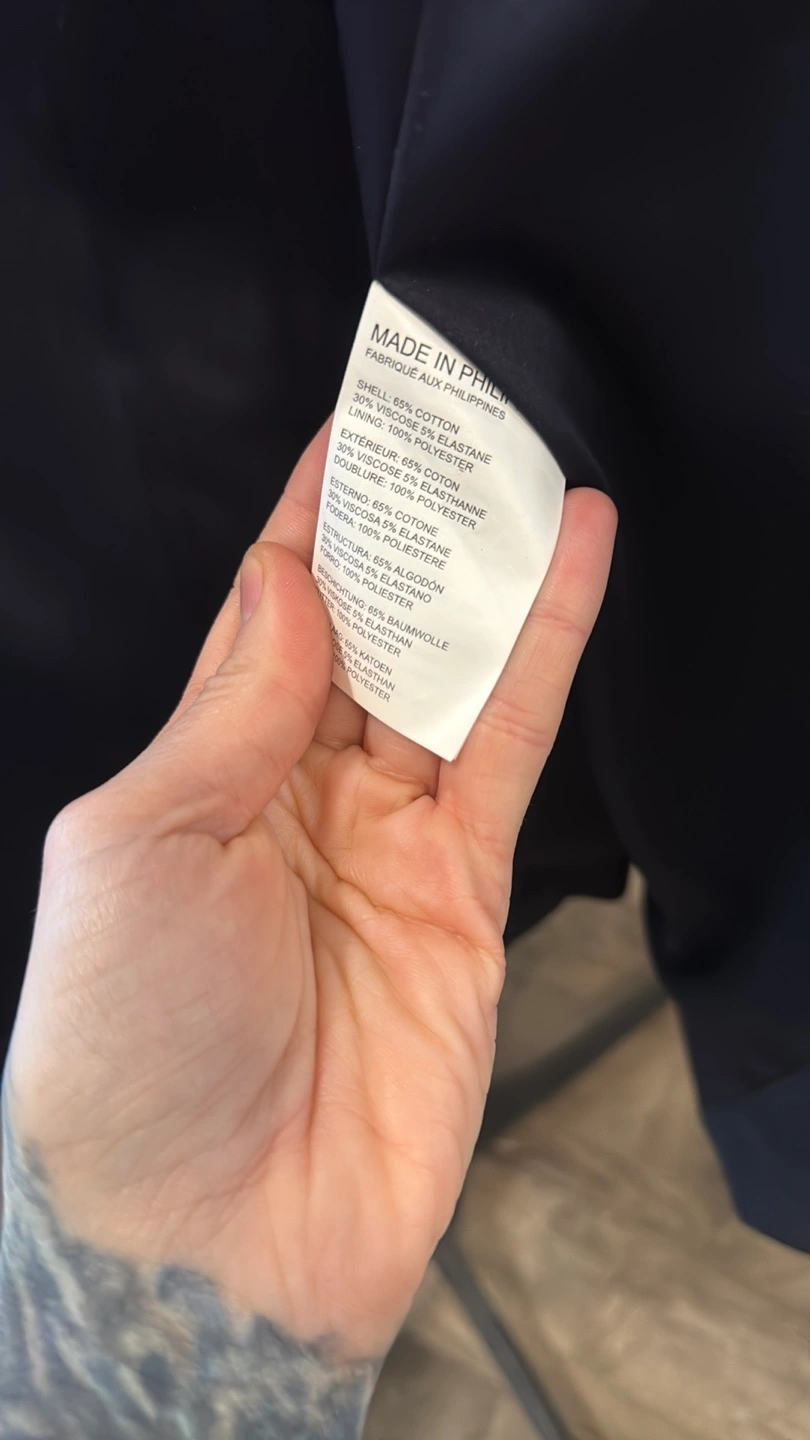 MADE IN PHILI
FABRIQUÉ AUX PHILIPPINES
SHELL: 65% COTTON
30% VISCOSE 5% ELASTANE
LINING: 100% POLYESTER
EXTÉRIEUR: 65% COTON
30% VISCOSE 5% ELASTHANNE
DOUBLURE: 100% POLYESTER
ESTERNO: 65% COTONE
30% VISCOSA 5% ELASTANE
FODERA: 100% POLIESTERE
ESTRUCTURA: 65% ALGODÓN
30% VISCOSA 5% ELASTANO
FORRO: 100% POLIESTER
BESCHICHTUNG: 65% BAUMWOLLE
30% VISKOSE 5% ELASTHAN
100% POLYESTER
65% KATOEN
5% ELASTHAN
POLYESTER